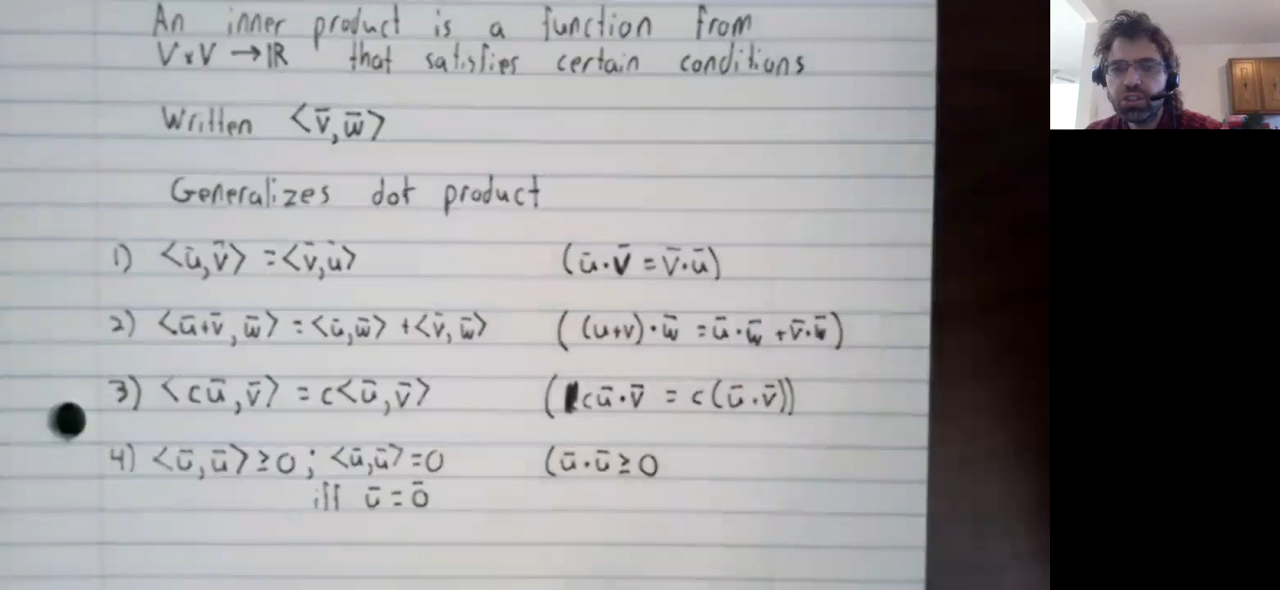 An inner product is a function from
V×V → ℝ that satisfies certain conditions
Written <v̄, w̄>
Generalizes dot product
1) <ū, v̄> = <v̄, ū> (ū·v̄ = v̄·ū)
2) <ū+v̄, w̄> = <ū, w̄> + <v̄, w̄> ((u+v)·w̄ = ū·w̄ + v̄·w̄)
3) <cū, v̄> = c<ū, v̄> (cū·v̄ = c(ū·v̄))
4) <ū, ū> ≥ 0; <ū, ū> = 0 (ū·ū ≥ 0
iff ū = 0̄